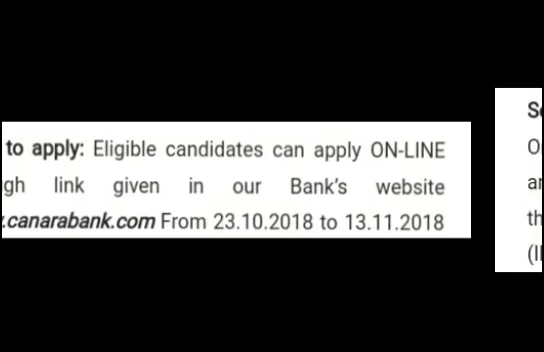 to apply: Eligible candidates can apply ON-LINE
gh link given in our Bank's website
.canarabank.com From 23.10.2018 to 13.11.2018